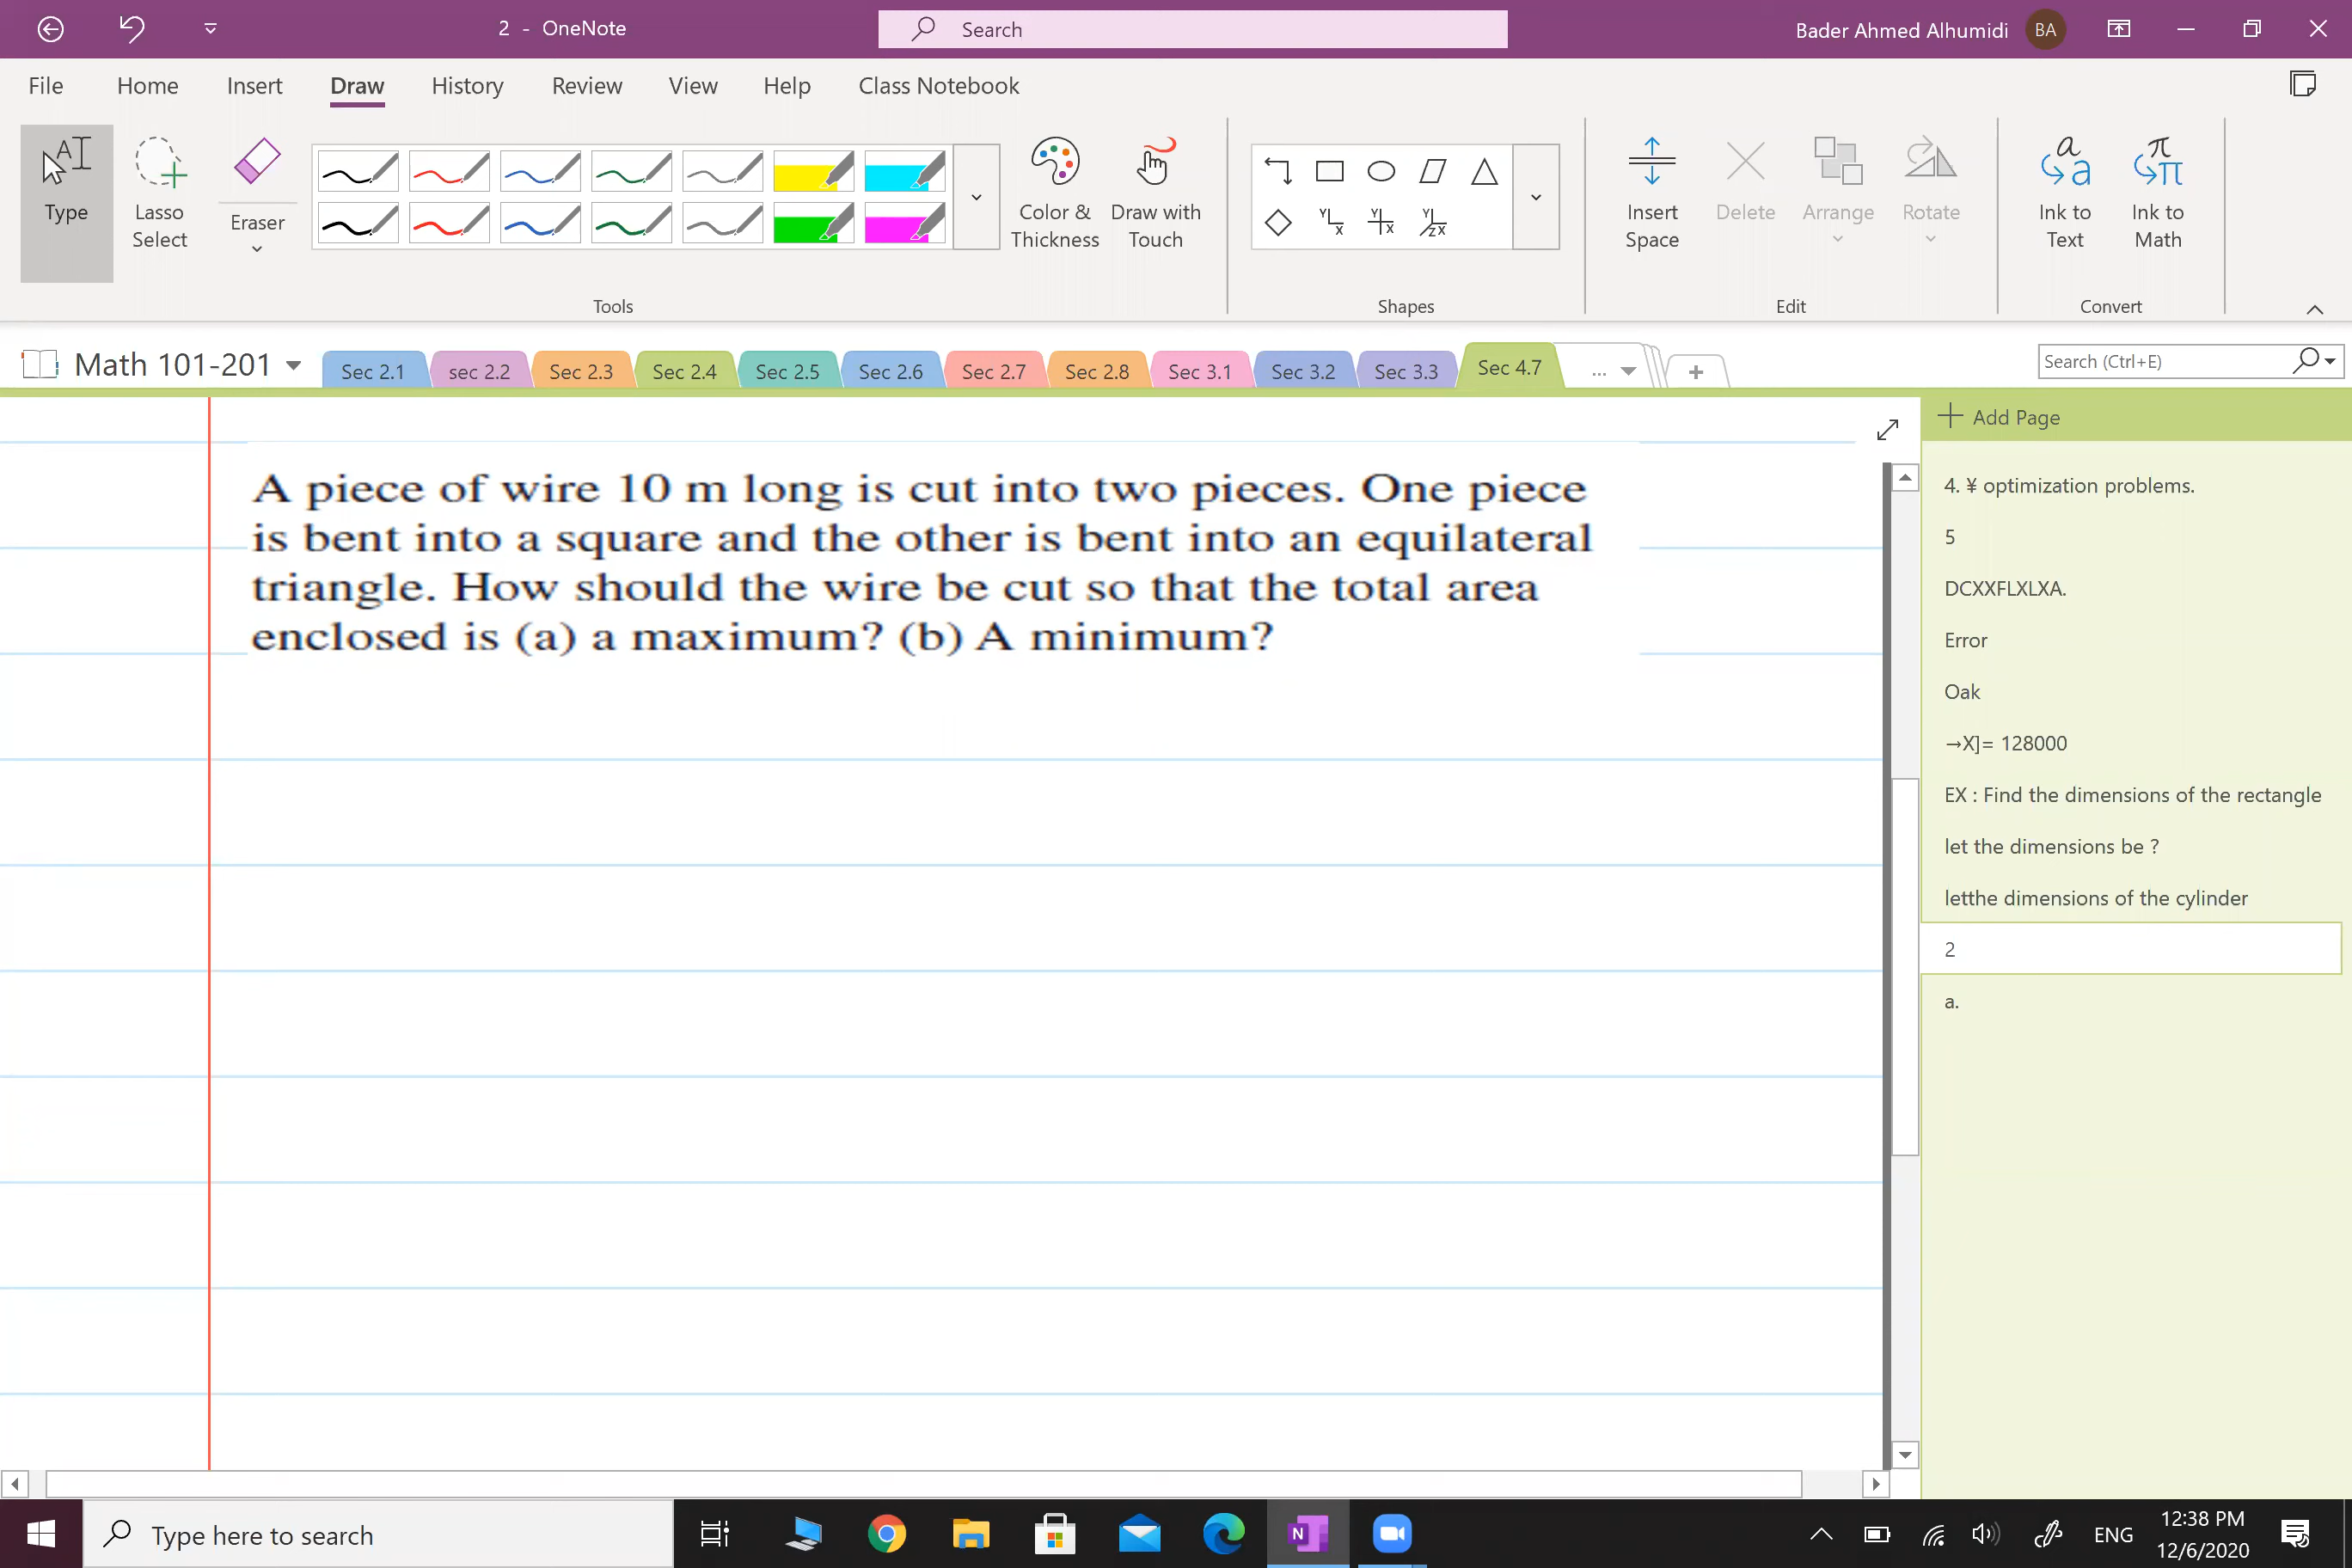 2 - OneNote
Search
Bader Ahmed Alhumidi
BA
File
Home
Insert
Draw
History
Review
View
Help
Class Notebook
Type
Lasso
Select
Eraser
Color &
Thickness
Draw with
Touch
Insert
Space
Delete
Arrange
Rotate
Ink to
Text
Ink to
Math
Tools
Shapes
Edit
Convert
Math 101-201
Sec 2.1
sec 2.2
Sec 2.3
Sec 2.4
Sec 2.5
Sec 2.6
Sec 2.7
Sec 2.8
Sec 3.1
Sec 3.2
Sec 3.3
Sec 4.7
...
Search (Ctrl+E)
Add Page
A piece of wire 10 m long is cut into two pieces. One piece
is bent into a square and the other is bent into an equilateral
triangle. How should the wire be cut so that the total area
enclosed is (a) a maximum? (b) A minimum?
4. ¥ optimization problems.
5
DCXXFLXLXA.
Error
Oak
→X]= 128000
EX : Find the dimensions of the rectangle
let the dimensions be ?
letthe dimensions of the cylinder
2
a.
Type here to search
ENG
12:38 PM
12/6/2020